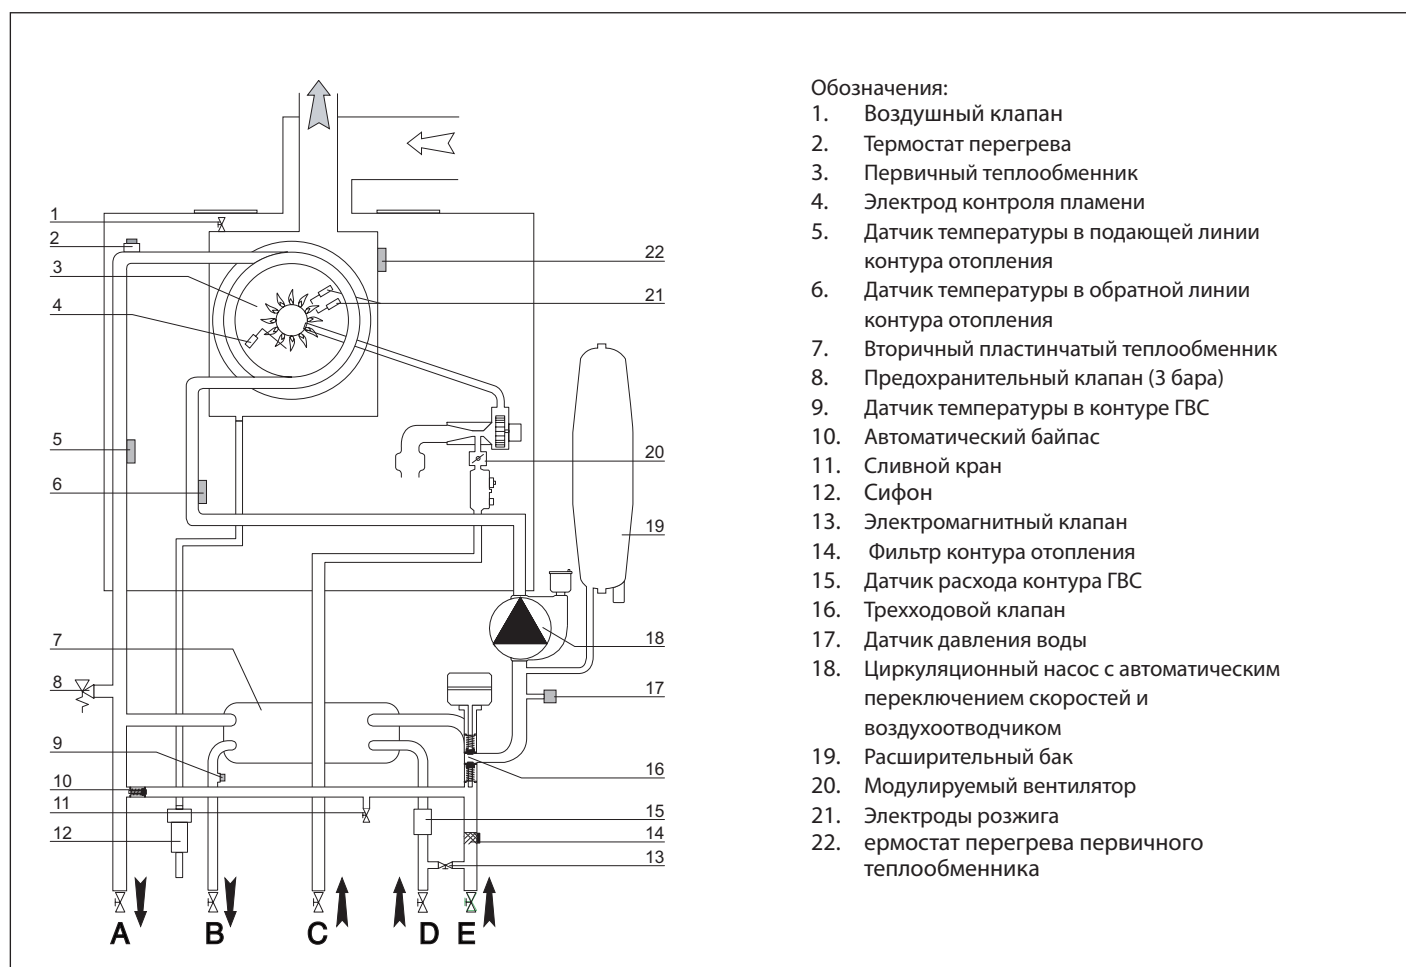 Обозначения:
1. Воздушный клапан
2. Термостат перегрева
3. Первичный теплообменник
4. Электрод контроля пламени
5. Датчик температуры в подающей линии
контура отопления
6. Датчик температуры в обратной линии
контура отопления
7. Вторичный пластинчатый теплообменник
8. Предохранительный клапан (3 бара)
9. Датчик температуры в контуре ГВС
10. Автоматический байпас
11. Сливной кран
12. Сифон
13. Электромагнитный клапан
14. Фильтр контура отопления
15. Датчик расхода контура ГВС
16. Трехходовой клапан
17. Датчик давления воды
18. Циркуляционный насос с автоматическим
переключением скоростей и
воздухоотводчиком
19. Расширительный бак
20. Модулируемый вентилятор
21. Электроды розжига
22. ермостат перегрева первичного
теплообменника
1
2
3
4
5
6
7
8
9
10
11
12
22
21
20
19
18
17
16
15
14
13
A B C D E